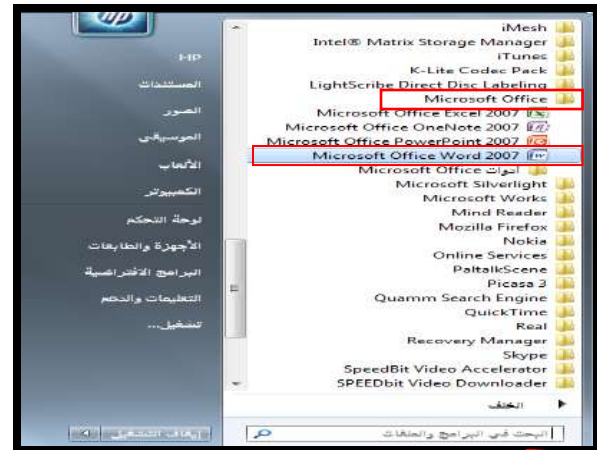 hp
iMesh
Intel® Matrix Storage Manager
iTunes
K-Lite Codec Pack
LightScribe Direct Disc Labeling
Microsoft Office
Microsoft Office Excel 2007
Microsoft Office OneNote 2007
Microsoft Office PowerPoint 2007
Microsoft Office Word 2007
أدوات Microsoft Office
Microsoft Silverlight
Microsoft Works
Mind Reader
Mozilla Firefox
Nokia
Online Services
PaltalkScene
Picasa 3
Quamm Search Engine
QuickTime
Real
Recovery Manager
Skype
SpeedBit Video Accelerator
SPEEDbit Video Downloader
الخلف
البحث في البرامج والملفات
HP
المستندات
الصور
الموسيقى
الألعاب
الكمبيوتر
لوحة التحكم
الأجهزة والطابعات
البرامج الافتراضية
التعليمات والدعم
تشغيل...
إيقاف التشغيل